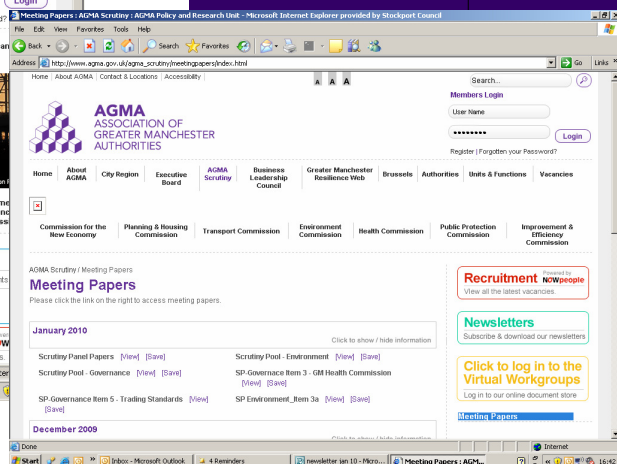 Login
Meeting Papers : AGMA Scrutiny : AGMA Policy and Research Unit - Microsoft Internet Explorer provided by Stockport Council
File Edit View Favorites Tools Help
Back Search Favorites
Address http://www.agma.gov.uk/agma_scrutiny/meetingpapers/index.html Go Links
Home | About AGMA | Contact & Locations | Accessibility A A A Search...
Members Login
AGMA
ASSOCIATION OF
GREATER MANCHESTER
AUTHORITIES
User Name
•••••••• Login
Register | Forgotten your Password?
Home About AGMA City Region Executive Board AGMA Scrutiny Business Leadership Council Greater Manchester Resilience Web Brussels Authorities Units & Functions Vacancies
Commission for the New Economy Planning & Housing Commission Transport Commission Environment Commission Health Commission Public Protection Commission Improvement & Efficiency Commission
AGMA Scrutiny / Meeting Papers
Meeting Papers
Please click the link on the right to access meeting papers.
January 2010
Click to show / hide information
Scrutiny Panel Papers [View] [Save] Scrutiny Pool - Environment [View] [Save]
Scrutiny Pool - Governance [View] [Save] SP-Governance Item 3 - GM Health Commission
[View] [Save]
SP-Governance Item 5 - Trading Standards [View] SP Environment_Item 3a [View] [Save]
[Save]
December 2009
Click to show / hide information
Recruitment Powered by NOWpeople
View all the latest vacancies.
Newsletters
Subscribe & download our newsletters
Click to log in to the
Virtual Workgroups
Log in to our online document store
Meeting Papers
Done Internet
Start Inbox - Microsoft Outlook 4 Reminders newsletter jan 10 - Micro... Meeting Papers : AGM... 16:42